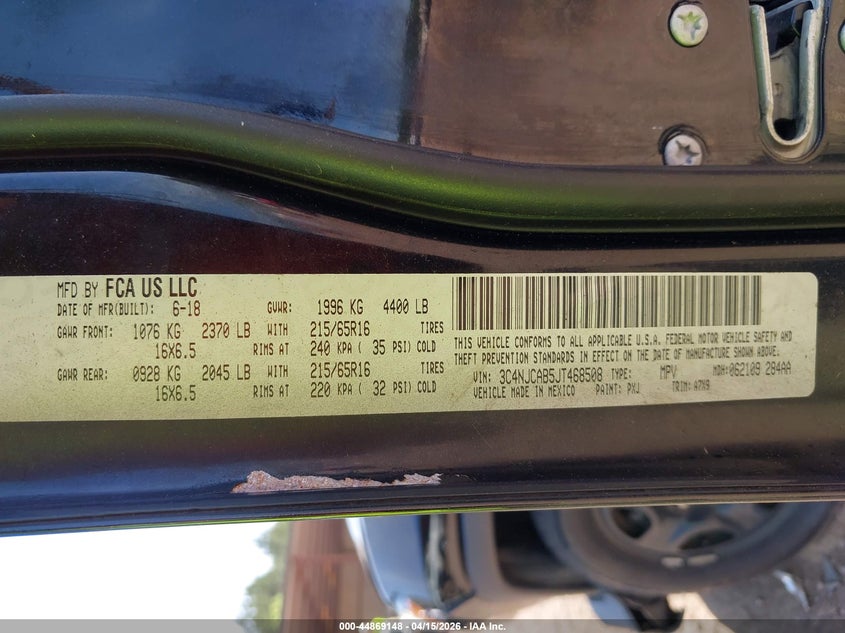 MFD BY FCA US LLC
DATE OF MFR(BUILT): 6-18 GVWR: 1996 KG 4400 LB
GAWR FRONT: 1076 KG 2370 LB WITH 215/65R16 TIRES
16X6.5 RIMS AT 240 KPA ( 35 PSI) COLD
GAWR REAR: 0928 KG 2045 LB WITH 215/65R16 TIRES
16X6.5 RIMS AT 220 KPA ( 32 PSI) COLD
THIS VEHICLE CONFORMS TO ALL APPLICABLE U.S.A. FEDERAL MOTOR VEHICLE SAFETY AND
THEFT PREVENTION STANDARDS IN EFFECT ON THE DATE OF MANUFACTURE SHOWN ABOVE.
VIN: 3C4NJCAB5JT468508 TYPE: MPV MDH:062109 284AA
VEHICLE MADE IN MEXICO PAINT: PXJ TRIM: A7X9
000-44869148 - 04/15/2026 - IAA Inc.